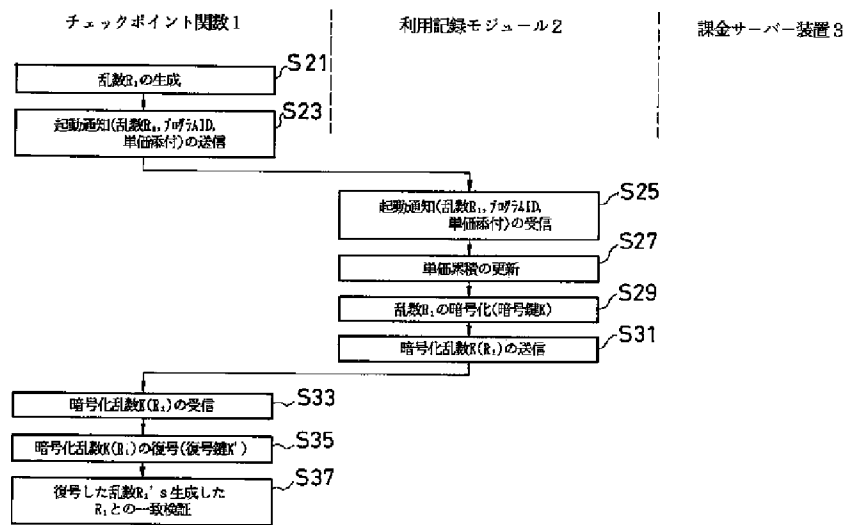 チェックポイント関数1
利用記録モジュール2
課金サーバー装置3
乱数R₁の生成
S21
起動通知(乱数R₁,プログラムID,
単価添付)の送信
S23
起動通知(乱数R₁,プログラムID,
単価添付)の受信
S25
単価累積の更新
S27
乱数R₁の暗号化(暗号鍵K)
S29
暗号化乱数K(R₁)の送信
S31
暗号化乱数K(R₁)の受信
S33
暗号化乱数K(R₁)の復号(復号鍵K')
S35
復号した乱数R₁'s生成した
R₁との一致検証
S37